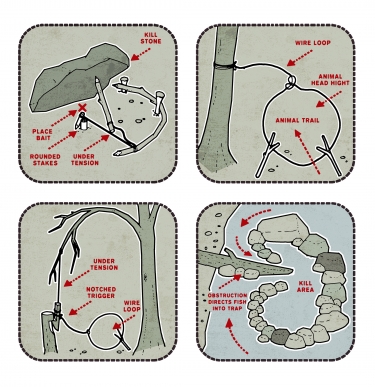 KILL
STONE
PLACE
BAIT
ROUNDED
STAKES
UNDER
TENSION
WIRE LOOP
ANIMAL
HEAD HIGHT
ANIMAL TRAIL
UNDER
TENSION
NOTCHED
TRIGGER
WIRE
LOOP
OBSTRUCTION
DIRECTS FISH
INTO TRAP
KILL
AREA